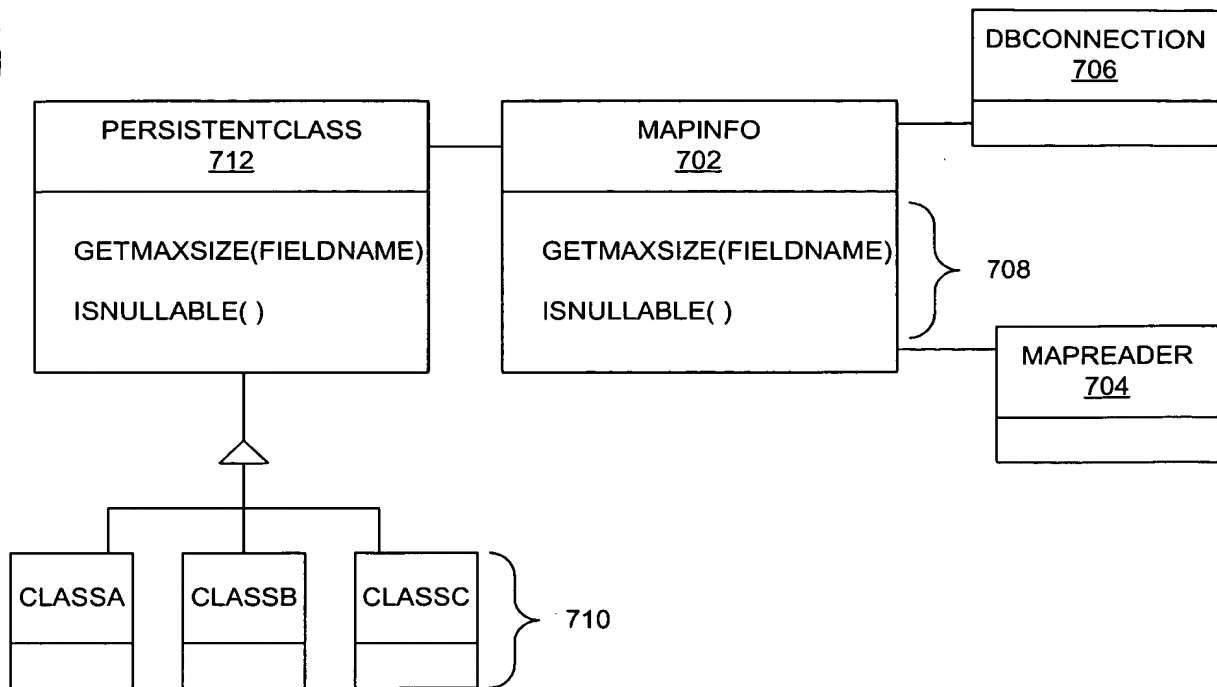 DBCONNECTION
706
PERSISTENTCLASS
712
MAPINFO
702
GETMAXSIZE(FIELDNAME)
ISNULLABLE( )
GETMAXSIZE(FIELDNAME)
ISNULLABLE( )
708
MAPREADER
704
CLASSA
CLASSB
CLASSC
710